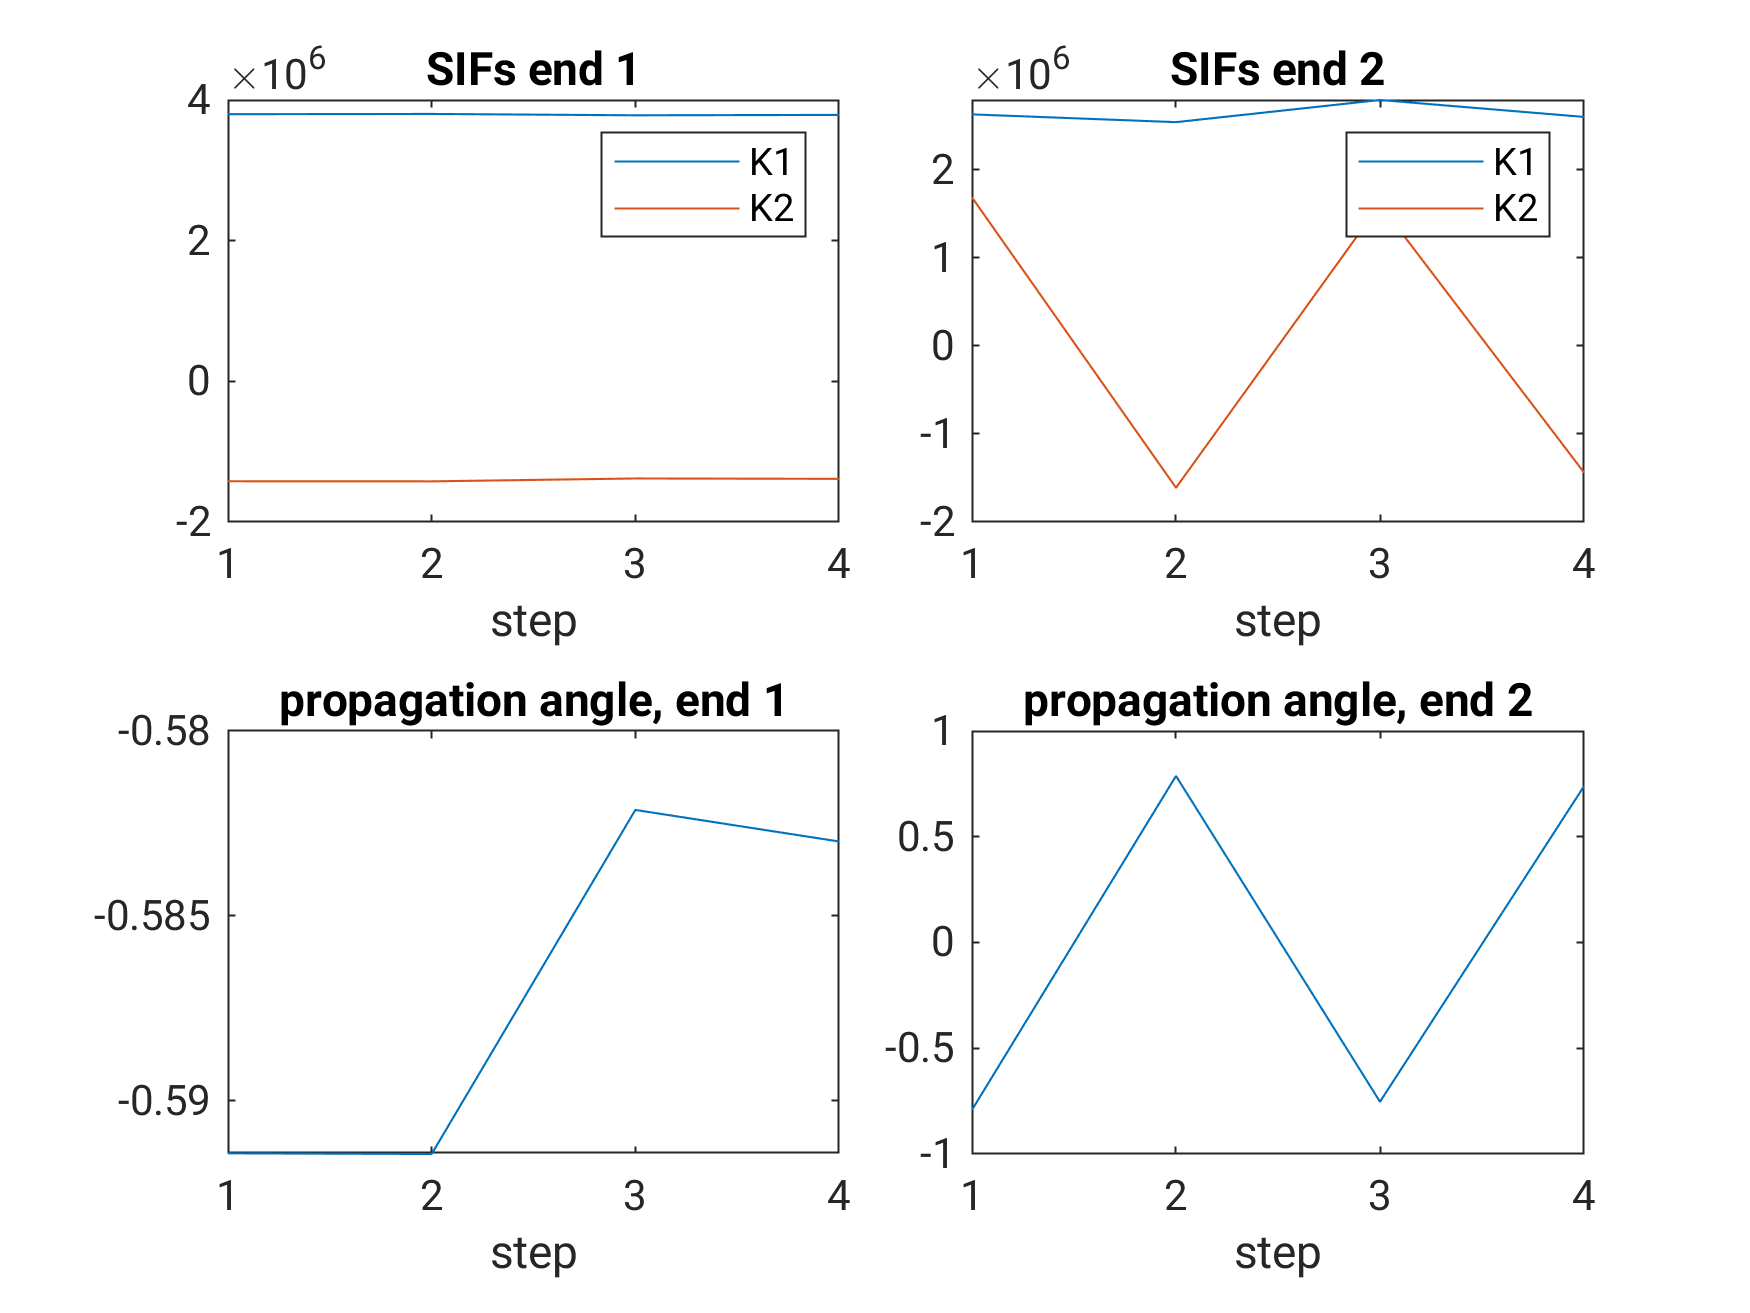 ×10^6 SIFs end 1
4
2
0
-2
K1
K2
1 2 3 4
step
×10^6 SIFs end 2
2
1
0
-1
-2
K1
K2
1 2 3 4
step
propagation angle, end 1
-0.58
-0.585
-0.59
1 2 3 4
step
propagation angle, end 2
1
0.5
0
-0.5
-1
1 2 3 4
step